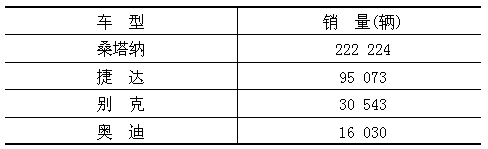 车 型 销 量(辆)
桑塔纳 222 224
捷 达 95 073
别 克 30 543
奥 迪 16 030